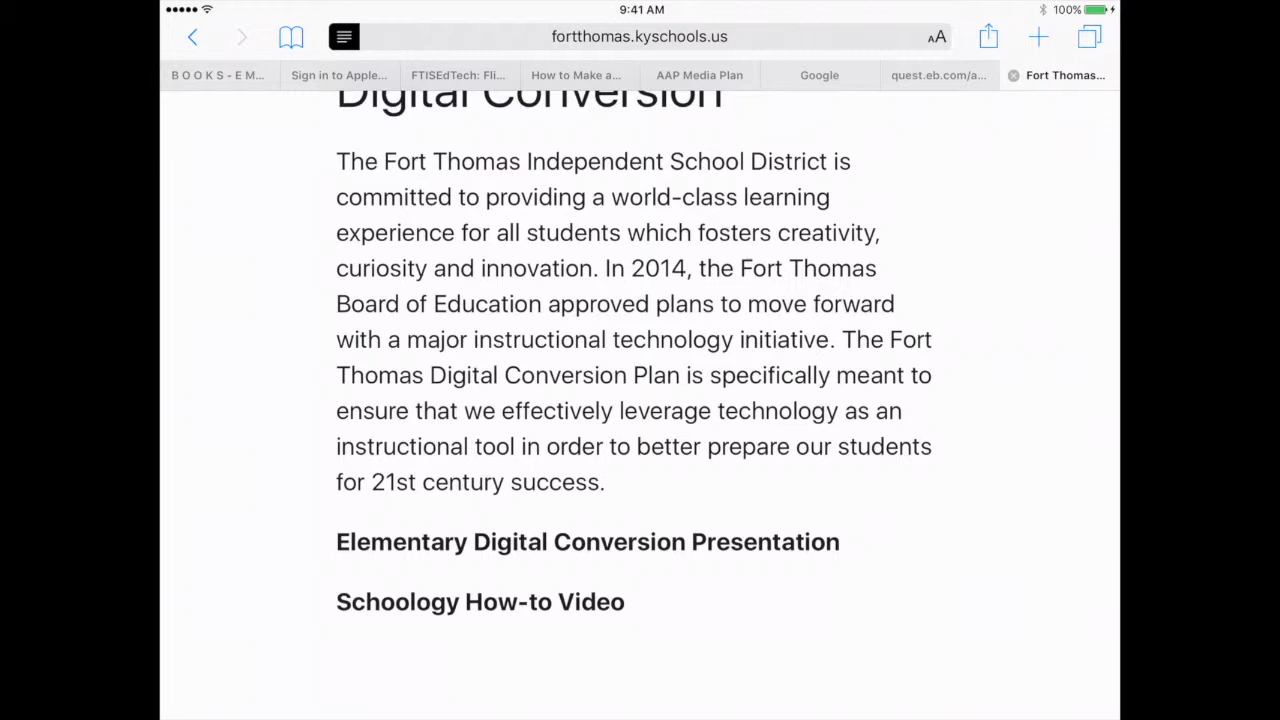 9:41 AM
100%
fortthomas.kyschools.us
AA
B O O K S - E M...
Sign in to Apple...
FTISEdTech: Fli...
How to Make a...
AAP Media Plan
Google
quest.eb.com/a...
Fort Thomas...
Digital Conversion
The Fort Thomas Independent School District is
committed to providing a world-class learning
experience for all students which fosters creativity,
curiosity and innovation. In 2014, the Fort Thomas
Board of Education approved plans to move forward
with a major instructional technology initiative. The Fort
Thomas Digital Conversion Plan is specifically meant to
ensure that we effectively leverage technology as an
instructional tool in order to better prepare our students
for 21st century success.
Elementary Digital Conversion Presentation
Schoology How-to Video